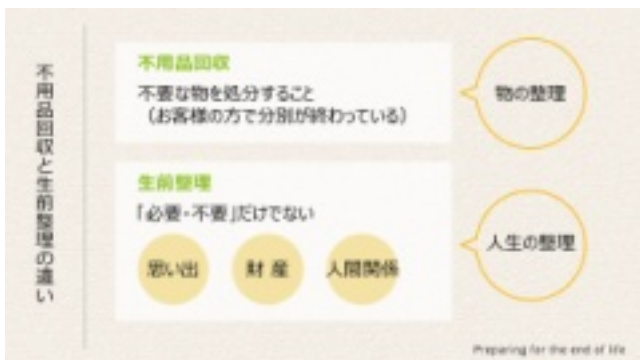 不用品回収と生前整理の違い
不用品回収
不要な物を処分すること
（お客様の方で分別が終わっている）
物の整理
生前整理
「必要・不要」だけでない
思い出
財産
人間関係
人生の整理
Preparing for the end of life